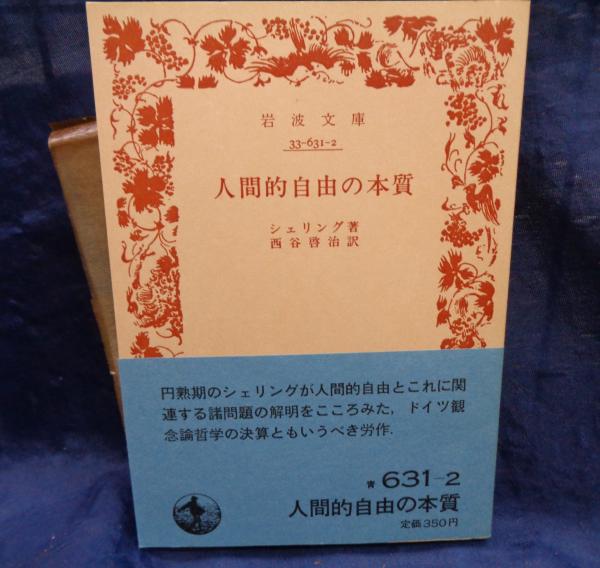 岩波文庫
33-631-2
人間的自由の本質
シェリング著
西谷啓治訳
円熟期のシェリングが人間的自由とこれに関
連する諸問題の解明をこころみた，ドイツ観
念論哲学の決算ともいうべき労作．
青 631-2
人間的自由の本質
定価350円